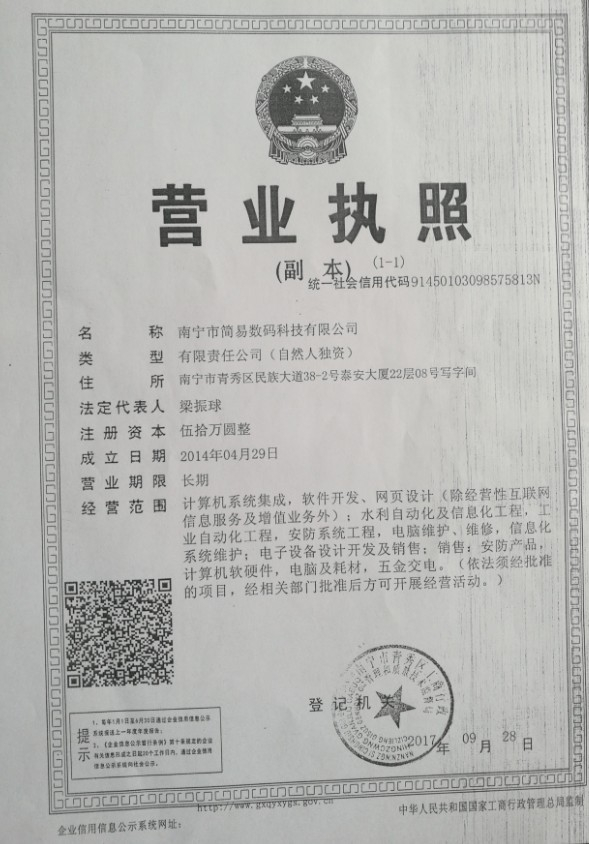 营业执照
(副 本)
(1-1)
统一社会信用代码91450103098575813N
名 称 南宁市简易数码科技有限公司
类 型 有限责任公司（自然人独资）
住 所 南宁市青秀区民族大道38-2号泰安大厦22层08号写字间
法定代表人 梁振球
注册资本 伍拾万圆整
成立日期 2014年04月29日
营业期限 长期
经营范围 计算机系统集成，软件开发、网页设计（除经营性互联网
信息服务及增值业务外）；水利自动化及信息化工程，工
业自动化工程，安防系统工程，电脑维护、维修，信息化
系统维护；电子设备设计开发及销售；销售：安防产品，
计算机软硬件，电脑及耗材，五金交电。（依法须经批准
的项目，经相关部门批准后方可开展经营活动。）
登记机关
2017年 09月 28日
提示
1、每年1月1日至6月30日通过企业信用信息公示
系统报送上一年度年度报告；
2、《企业信息公示暂行条例》第十条规定的企业
有关信息形成之日起20个工作日内，通过企业信用
信息公示系统向社会公示。
http://www.gxqyxygs.gov.cn
企业信用信息公示系统网址：
中华人民共和国国家工商行政管理总局监制